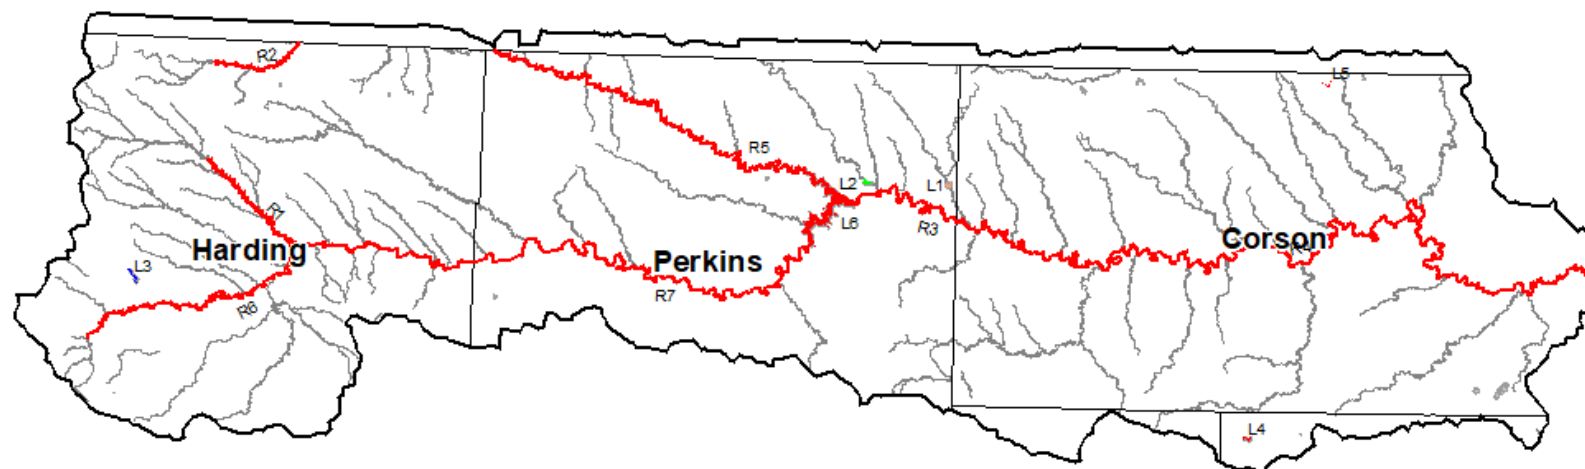 R2
L5
R5
L2
L1
R1
L6
R3
Harding
Corson
Perkins
L3
R7
R6
L4